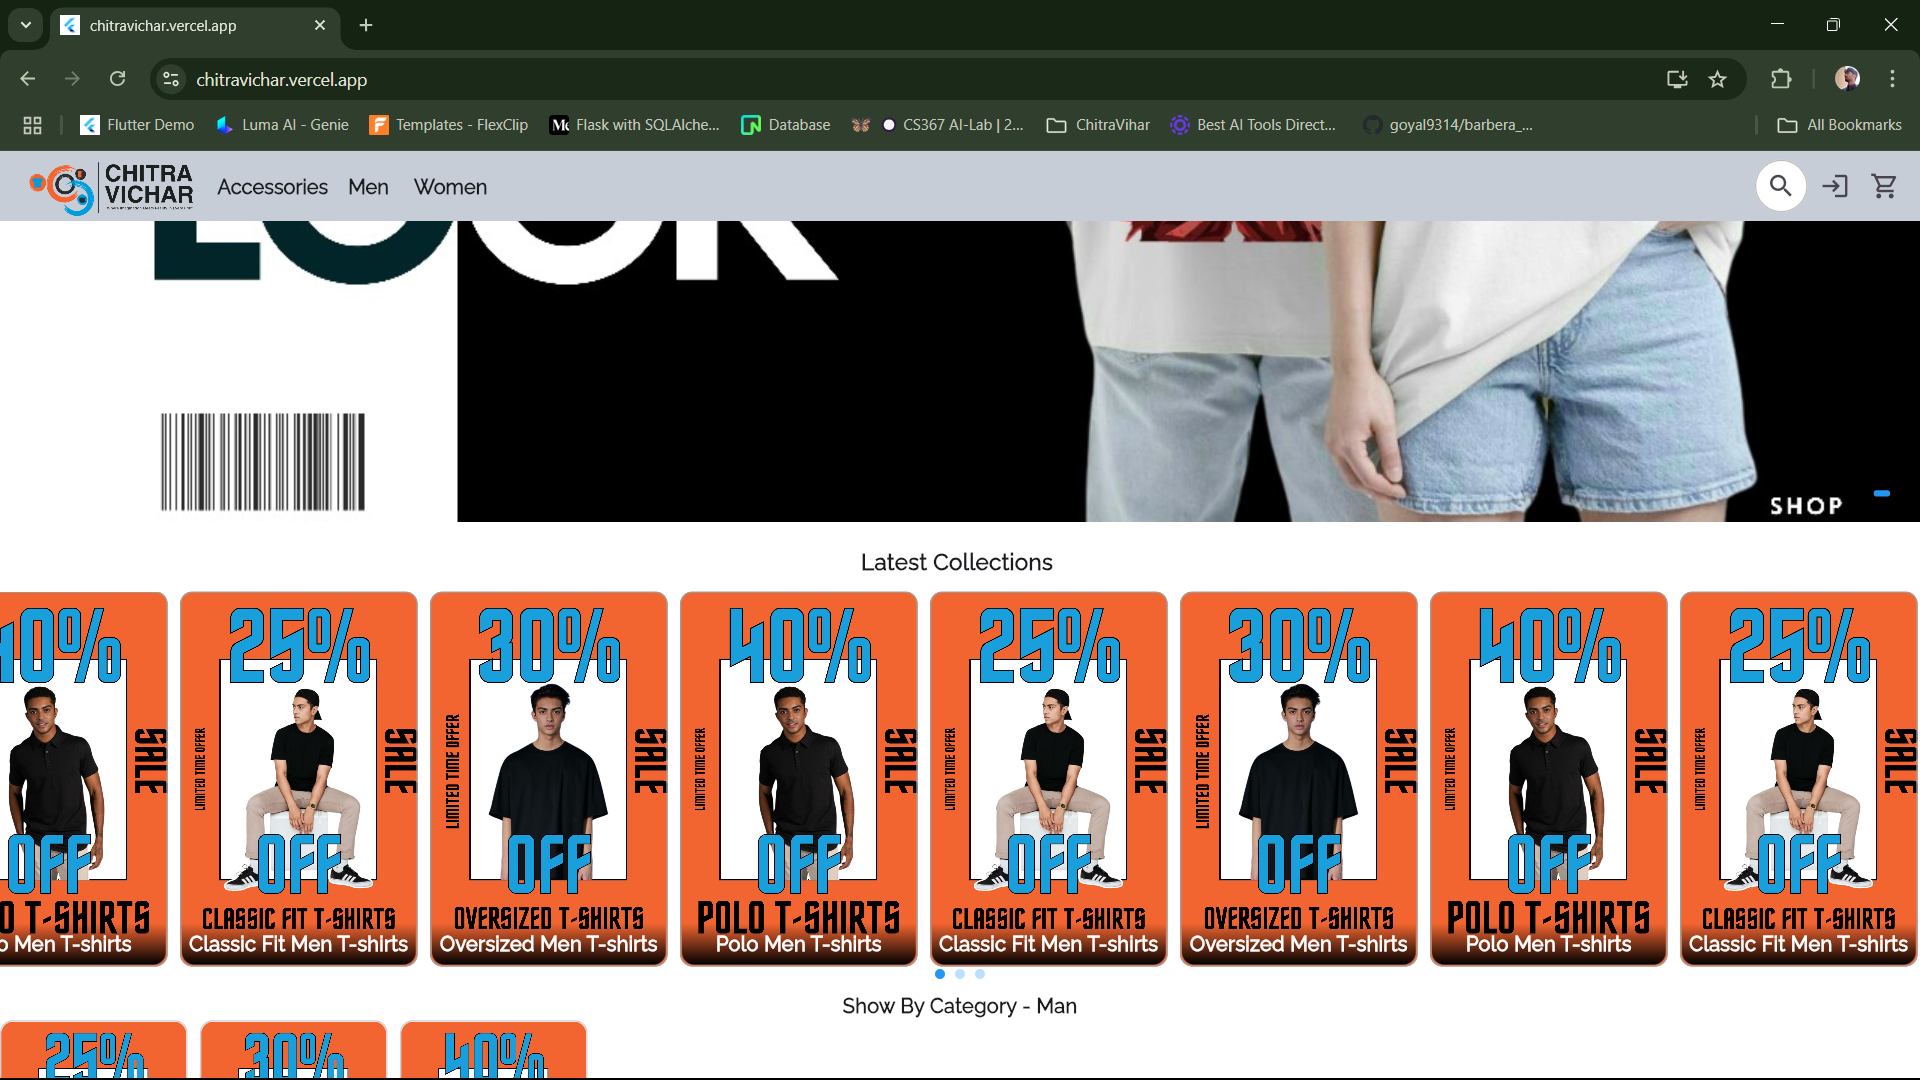 chitravichar.vercel.app
chitravichar.vercel.app
Flutter Demo
Luma AI - Genie
Templates - FlexClip
Flask with SQLAlche...
Database
CS367 AI-Lab | 2...
ChitraVihar
Best AI Tools Direct...
goyal9314/barbera_...
All Bookmarks
CHITRA
VICHAR
Accessories
Men
Women
LOOK
SHOP
Latest Collections
40%
SALE
OFF
O T-SHIRTS
o Men T-shirts
25%
LIMITED TIME OFFER
SALE
OFF
CLASSIC FIT T-SHIRTS
Classic Fit Men T-shirts
30%
LIMITED TIME OFFER
SALE
OFF
OVERSIZED T-SHIRTS
Oversized Men T-shirts
40%
LIMITED TIME OFFER
SALE
OFF
POLO T-SHIRTS
Polo Men T-shirts
25%
LIMITED TIME OFFER
SALE
OFF
CLASSIC FIT T-SHIRTS
Classic Fit Men T-shirts
30%
LIMITED TIME OFFER
SALE
OFF
OVERSIZED T-SHIRTS
Oversized Men T-shirts
40%
LIMITED TIME OFFER
SALE
OFF
POLO T-SHIRTS
Polo Men T-shirts
25%
LIMITED TIME OFFER
SALE
OFF
CLASSIC FIT T-SHIRTS
Classic Fit Men T-shirts
Show By Category - Man
25%
30%
40%